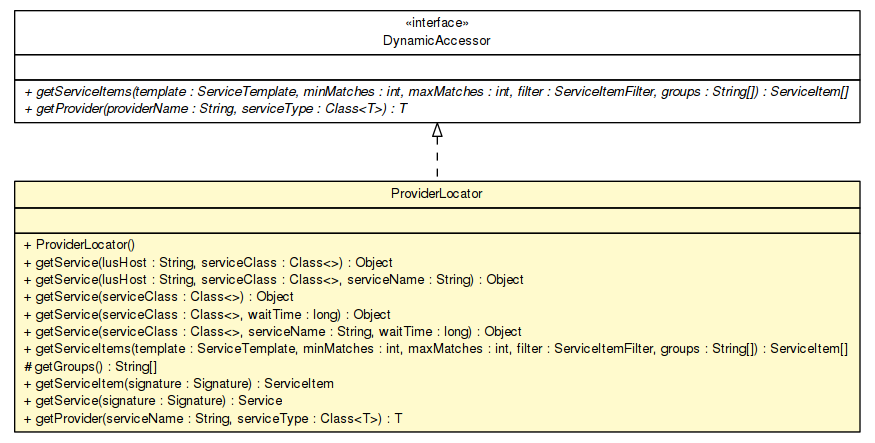 «interface»
DynamicAccessor
+ getServiceItems(template : ServiceTemplate, minMatches : int, maxMatches : int, filter : ServiceItemFilter, groups : String[]) : ServiceItem[]
+ getProvider(providerName : String, serviceType : Class<T>) : T
ProviderLocator
+ ProviderLocator()
+ getService(lusHost : String, serviceClass : Class<>) : Object
+ getService(lusHost : String, serviceClass : Class<>, serviceName : String) : Object
+ getService(serviceClass : Class<>) : Object
+ getService(serviceClass : Class<>, waitTime : long) : Object
+ getService(serviceClass : Class<>, serviceName : String, waitTime : long) : Object
+ getServiceItems(template : ServiceTemplate, minMatches : int, maxMatches : int, filter : ServiceItemFilter, groups : String[]) : ServiceItem[]
# getGroups() : String[]
+ getServiceItem(signature : Signature) : ServiceItem
+ getService(signature : Signature) : Service
+ getProvider(serviceName : String, serviceType : Class<T>) : T